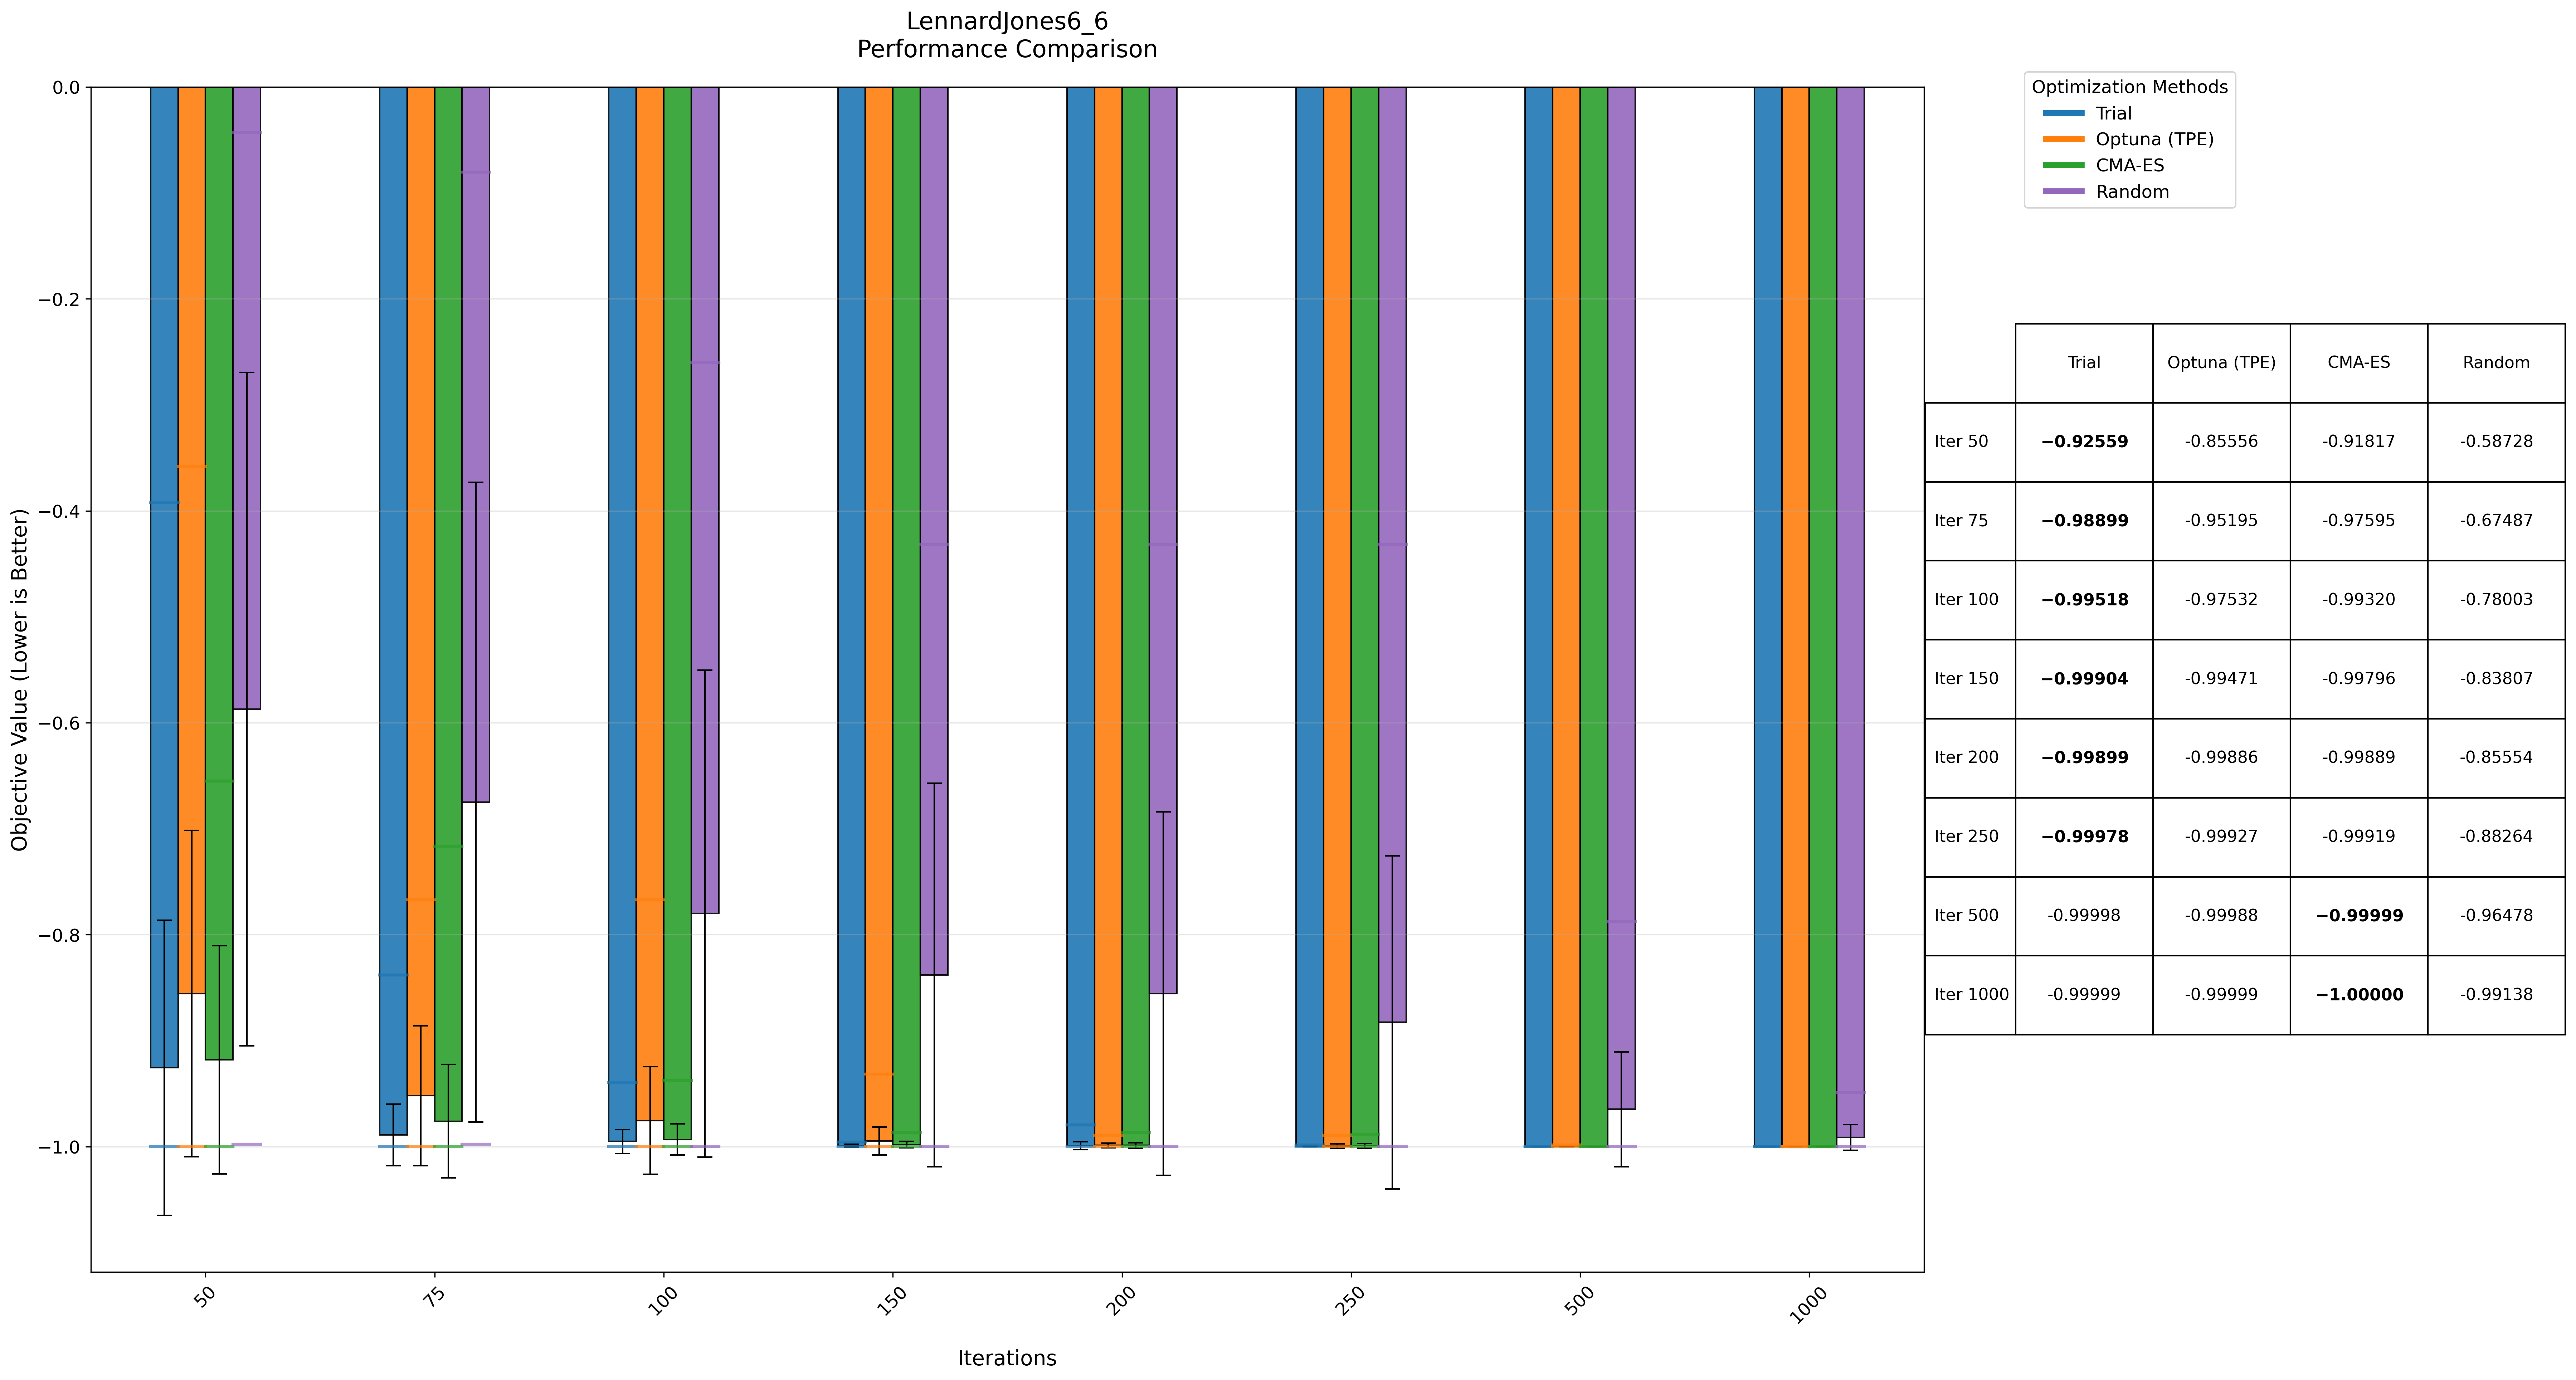 LennardJones6_6
Performance Comparison
Objective Value (Lower is Better)
0.0
−0.2
−0.4
−0.6
−0.8
−1.0
50
75
100
150
200
250
500
1000
Iterations
Optimization Methods
Trial
Optuna (TPE)
CMA-ES
Random
Trial Optuna (TPE) CMA-ES Random
Iter 50 −0.92559 -0.85556 -0.91817 -0.58728
Iter 75 −0.98899 -0.95195 -0.97595 -0.67487
Iter 100 −0.99518 -0.97532 -0.99320 -0.78003
Iter 150 −0.99904 -0.99471 -0.99796 -0.83807
Iter 200 −0.99899 -0.99886 -0.99889 -0.85554
Iter 250 −0.99978 -0.99927 -0.99919 -0.88264
Iter 500 -0.99998 -0.99988 −0.99999 -0.96478
Iter 1000 -0.99999 -0.99999 −1.00000 -0.99138